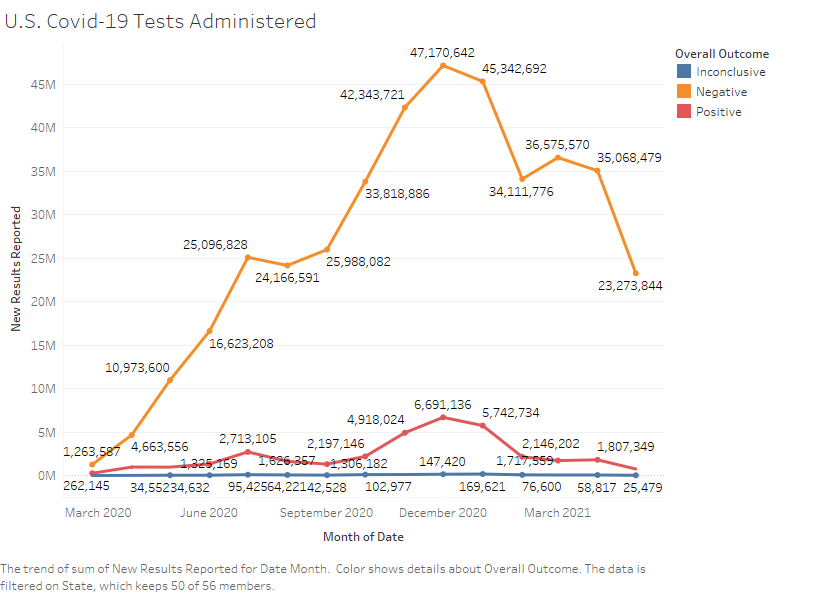 U.S. Covid-19 Tests Administered
Overall Outcome
Inconclusive
Negative
Positive
New Results Reported
45M
40M
35M
30M
25M
20M
15M
10M
5M
0M
47,170,642
45,342,692
42,343,721
36,575,570
35,068,479
34,111,776
33,818,886
25,096,828
25,988,082
24,166,591
23,273,844
16,623,208
10,973,600
6,691,136
4,918,024
5,742,734
2,713,105
2,197,146
2,146,202
1,807,349
1,263,587
4,663,556
1,325,169
1,626,357
1,306,182
147,420
1,717,559
262,145
34,552
34,632
95,425
64,221
42,528
102,977
169,621
76,600
58,817
25,479
March 2020
June 2020
September 2020
December 2020
March 2021
Month of Date
The trend of sum of New Results Reported for Date Month. Color shows details about Overall Outcome. The data is
filtered on State, which keeps 50 of 56 members.